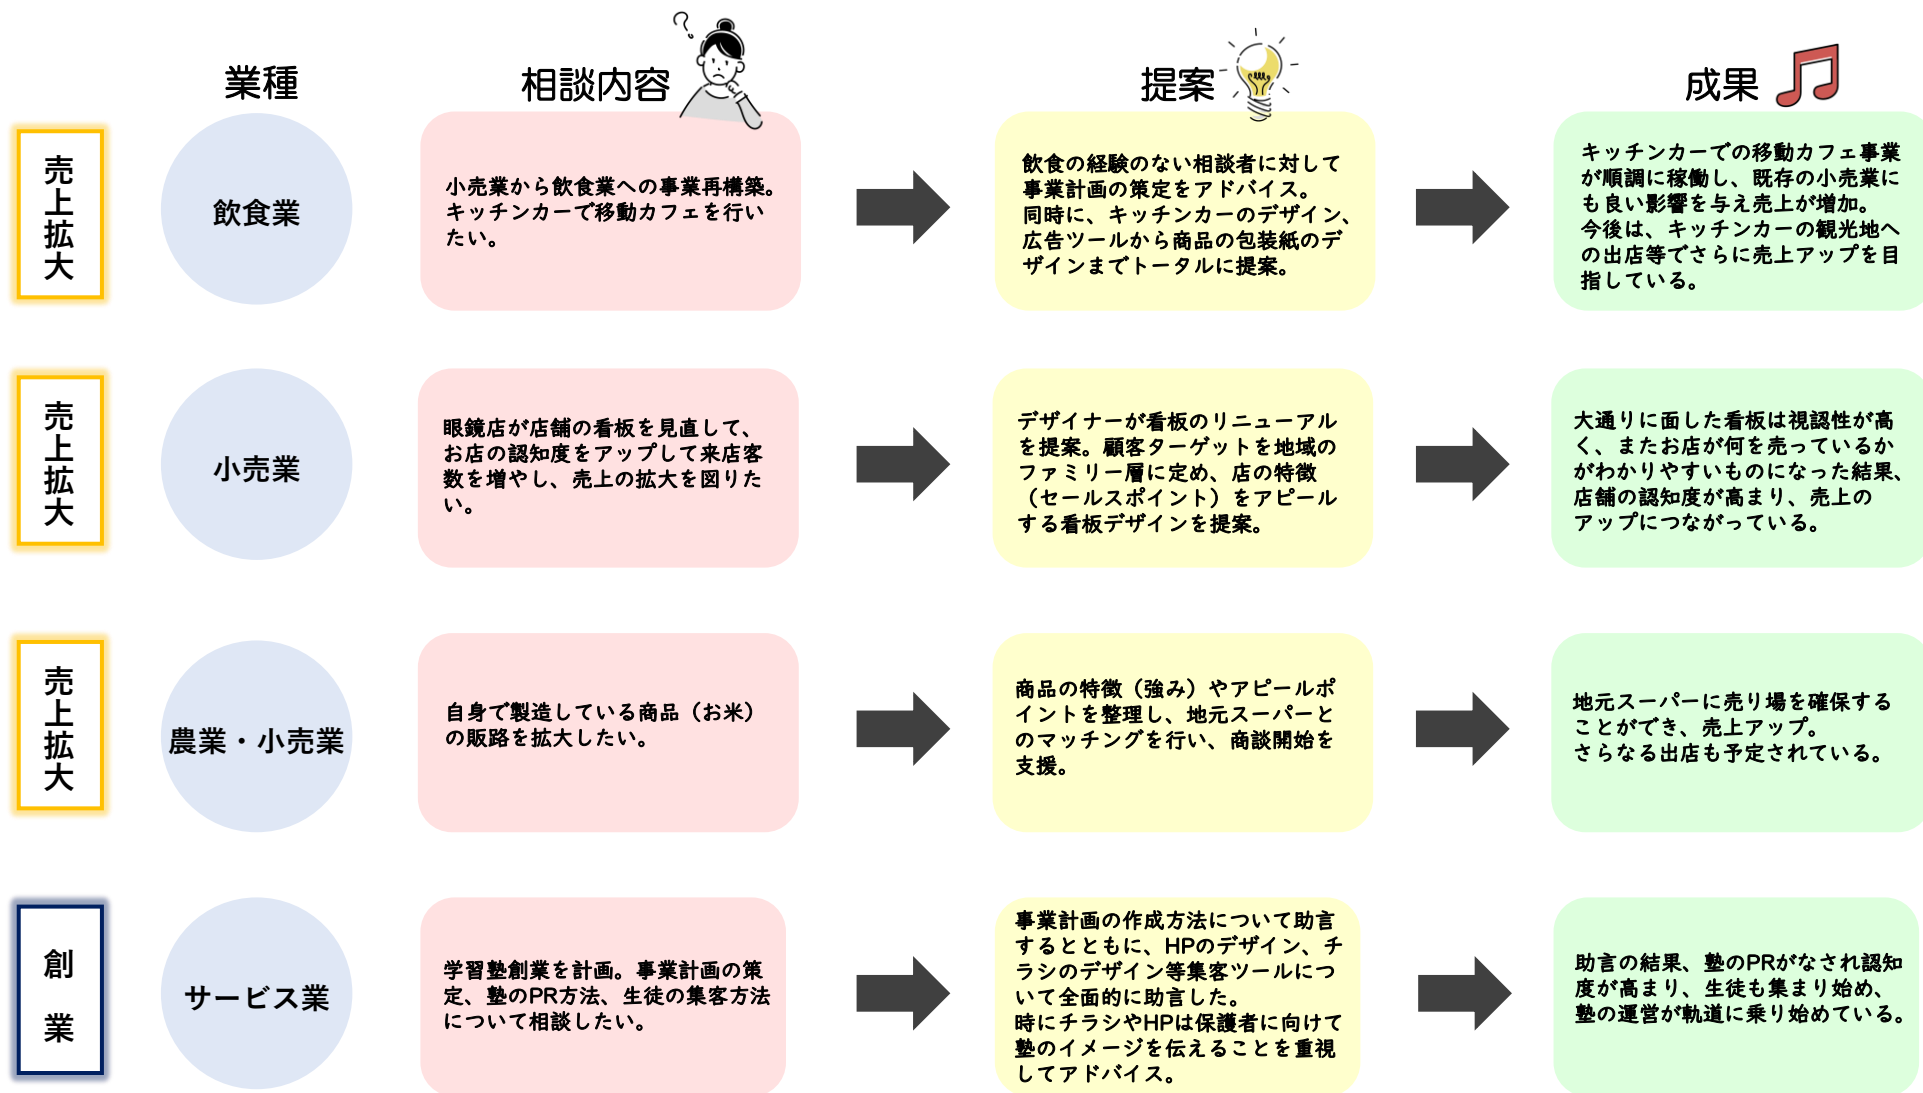 業種
相談内容
提案
成果
売上拡大
飲食業
小売業から飲食業への事業再構築。
キッチンカーで移動カフェを行い
たい。
飲食の経験のない相談者に対して
事業計画の策定をアドバイス。
同時に、キッチンカーのデザイン、
広告ツールから商品の包装紙のデ
ザインまでトータルに提案。
キッチンカーでの移動カフェ事業
が順調に稼働し、既存の小売業に
も良い影響を与え売上が増加。
今後は、キッチンカーの観光地へ
の出店等でさらに売上アップを目
指している。
売上拡大
小売業
眼鏡店が店舗の看板を見直して、
お店の認知度をアップして来店客
数を増やし、売上の拡大を図りた
い。
デザイナーが看板のリニューアル
を提案。顧客ターゲットを地域の
ファミリー層に定め、店の特徴
（セールスポイント）をアピール
する看板デザインを提案。
大通りに面した看板は視認性が高
く、またお店が何を売っているか
がわかりやすいものになった結果、
店舗の認知度が高まり、売上の
アップにつながっている。
売上拡大
農業・小売業
自身で製造している商品（お米）
の販路を拡大したい。
商品の特徴（強み）やアピールポ
イントを整理し、地元スーパーと
のマッチングを行い、商談開始を
支援。
地元スーパーに売り場を確保する
ことができ、売上アップ。
さらなる出店も予定されている。
創業
サービス業
学習塾創業を計画。事業計画の策
定、塾のPR方法、生徒の集客方法
について相談したい。
事業計画の作成方法について助言
するとともに、HPのデザイン、チ
ラシのデザイン等集客ツールにつ
いて全面的に助言した。
時にチラシやHPは保護者に向けて
塾のイメージを伝えることを重視
してアドバイス。
助言の結果、塾のPRがなされ認知
度が高まり、生徒も集まり始め、
塾の運営が軌道に乗り始めている。